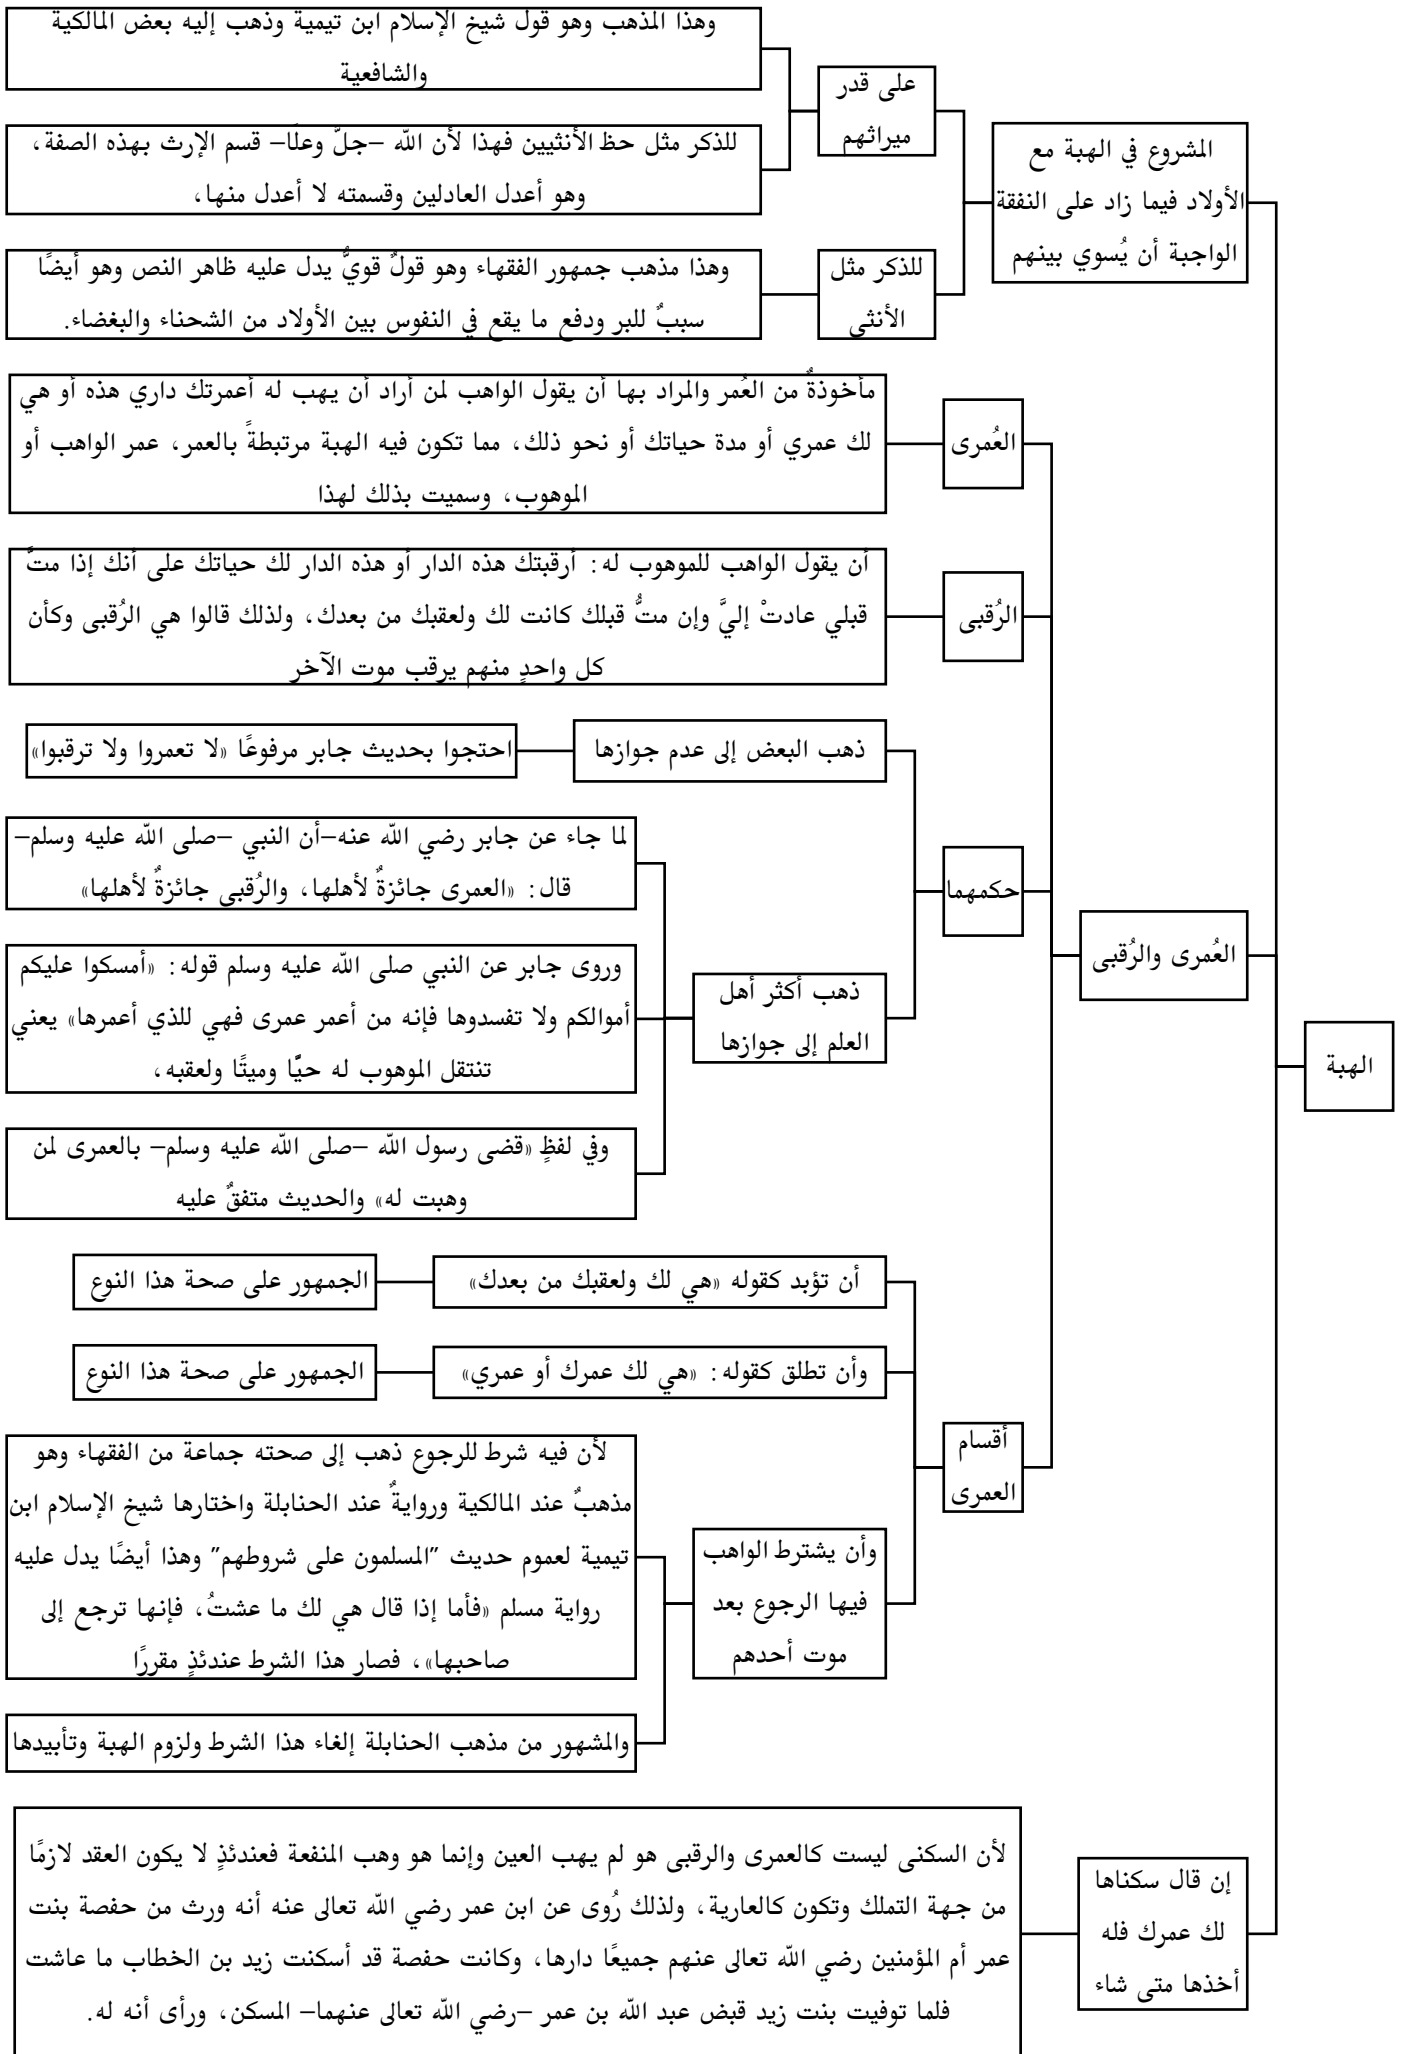 الهبة
المشروع في الهبة مع
الأولاد فيما زاد على النفقة
الواجبة أن يُسوي بينهم
على قدر
ميراثهم
وهذا المذهب وهو قول شيخ الإسلام ابن تيمية وذهب إليه بعض المالكية
والشافعية
للذكر مثل حظ الأنثيين فهذا لأن الله –جلَّ وعلَا– قسم الإرث بهذه الصفة،
وهو أعدل العادلين وقسمته لا أعدل منها،
للذكر مثل
الأنثى
وهذا مذهب جمهور الفقهاء وهو قولٌ قويٌّ يدل عليه ظاهر النص وهو أيضًا
سببٌ للبر ودفع ما يقع في النفوس بين الأولاد من الشحناء والبغضاء.
العُمرى والرُقبى
العُمرى
مأخوذةٌ من العُمر والمراد بها أن يقول الواهب لمن أراد أن يهب له أعمرتك داري هذه أو هي
لك عمري أو مدة حياتك أو نحو ذلك، مما تكون فيه الهبة مرتبطةً بالعمر، عمر الواهب أو
الموهوب، وسميت بذلك لهذا
الرُقبى
أن يقول الواهب للموهوب له: أرقبتك هذه الدار أو هذه الدار لك حياتك على أنك إذا متَّ
قبلي عادتْ إليَّ وإن متُّ قبلك كانت لك ولعقبك من بعدك، ولذلك قالوا هي الرُقبى وكأن
كل واحدٍ منهم يرقب موت الآخر
حكمهما
ذهب البعض إلى عدم جوازها
احتجوا بحديث جابر مرفوعًا «لا تعمروا ولا ترقبوا»
ذهب أكثر أهل
العلم إلى جوازها
لما جاء عن جابر رضي الله عنه–أن النبي –صلى الله عليه وسلم–
قال: «العمرى جائزةٌ لأهلها، والرُقبى جائزةٌ لأهلها»
وروى جابر عن النبي صلى الله عليه وسلم قوله: «أمسكوا عليكم
أموالكم ولا تفسدوها فإنه من أعمر عمرى فهي للذي أعمرها» يعني
تنتقل الموهوب له حيًّا وميتًا ولعقبه،
وفي لفظٍ «قضى رسول الله –صلى الله عليه وسلم– بالعمرى لمن
وهبت له» والحديث متفقٌ عليه
أقسام
العمرى
أن تؤبد كقوله «هي لك ولعقبك من بعدك»
الجمهور على صحة هذا النوع
وأن تطلق كقوله: «هي لك عمرك أو عمري»
الجمهور على صحة هذا النوع
وأن يشترط الواهب
فيها الرجوع بعد
موت أحدهم
لأن فيه شرط للرجوع ذهب إلى صحته جماعة من الفقهاء وهو
مذهبٌ عند المالكية وروايةٌ عند الحنابلة واختارها شيخ الإسلام ابن
تيمية لعموم حديث "المسلمون على شروطهم" وهذا أيضًا يدل عليه
رواية مسلم «فأما إذا قال هي لك ما عشتُ، فإنها ترجع إلى
صاحبها»، فصار هذا الشرط عندئذٍ مقررًا
والمشهور من مذهب الحنابلة إلغاء هذا الشرط ولزوم الهبة وتأبيدها
إن قال سكناها
لك عمرك فله
أخذها متى شاء
لأن السكنى ليست كالعمرى والرقبى هو لم يهب العين وإنما هو وهب المنفعة فعندئذٍ لا يكون العقد لازمًا
من جهة التملك وتكون كالعارية، ولذلك رُوى عن ابن عمر رضي الله تعالى عنه أنه ورث من حفصة بنت
عمر أم المؤمنين رضي الله تعالى عنهم جميعًا دارها، وكانت حفصة قد أسكنت زيد بن الخطاب ما عاشت
فلما توفيت بنت زيد قبض عبد الله بن عمر –رضي الله تعالى عنهما– المسكن، ورأى أنه له.